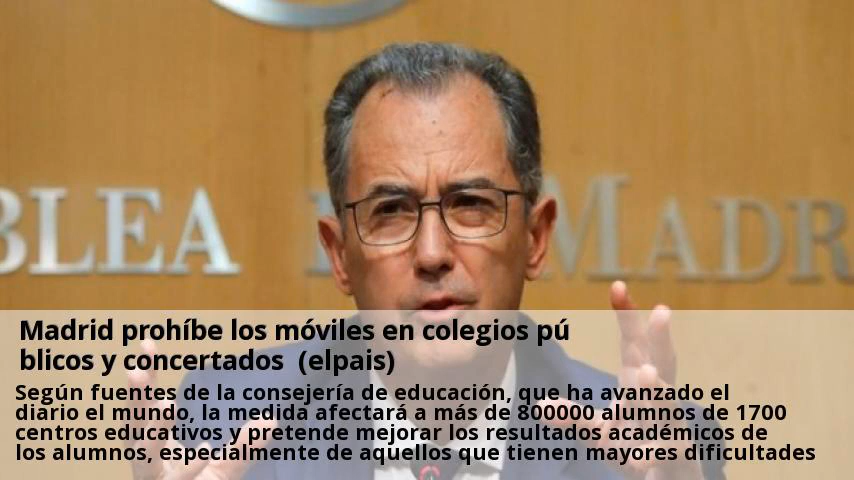 BLEA DE MADR
Madrid prohíbe los móviles en colegios pú
blicos y concertados (elpais)
Según fuentes de la consejería de educación, que ha avanzado el
diario el mundo, la medida afectará a más de 800000 alumnos de 1700
centros educativos y pretende mejorar los resultados académicos de
los alumnos, especialmente de aquellos que tienen mayores dificultades